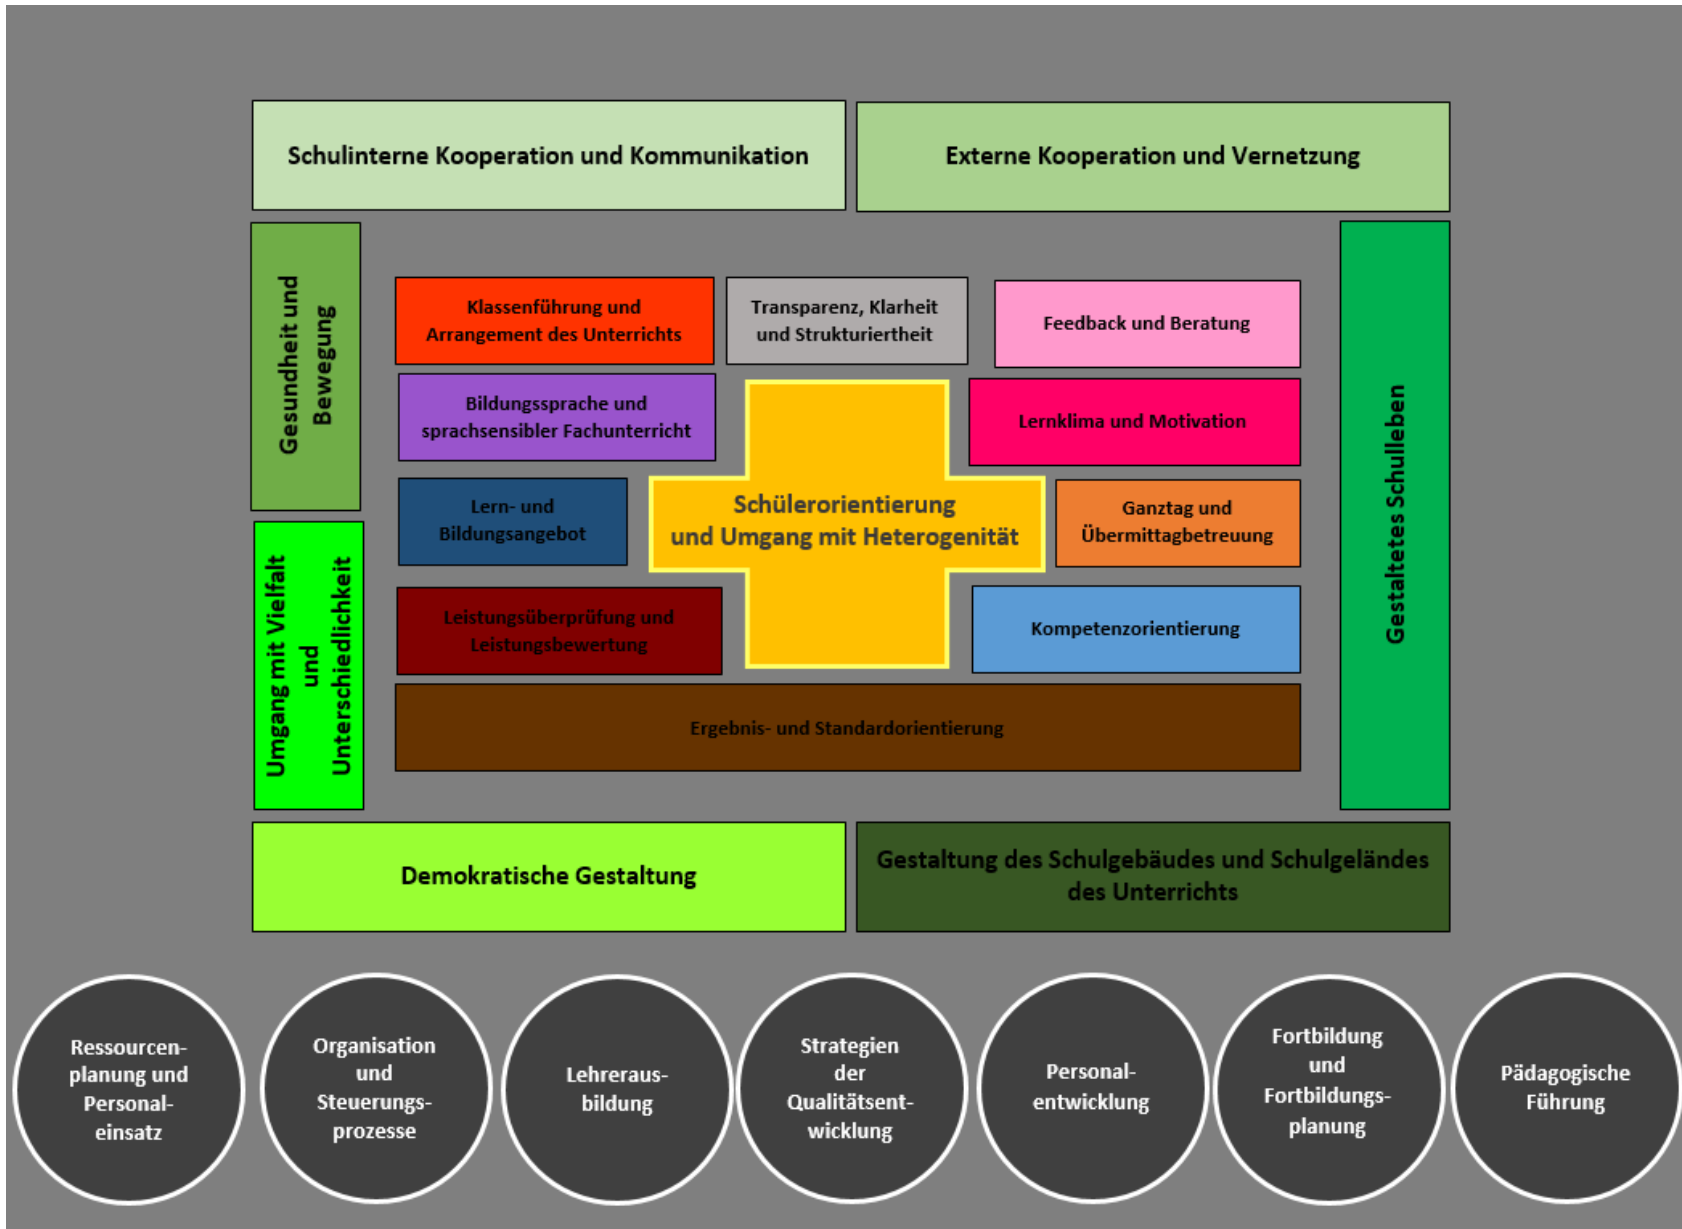 Schulinterne Kooperation und Kommunikation
Externe Kooperation und Vernetzung
Gesundheit und
Bewegung
Klassenführung und
Arrangement des Unterrichts
Transparenz, Klarheit
und Strukturiertheit
Feedback und Beratung
Bildungssprache und
sprachsensibler Fachunterricht
Lernklima und Motivation
Lern- und
Bildungsangebot
Schülerorientierung
und Umgang mit Heterogenität
Ganztag und
Übermittagbetreuung
Gestaltetes Schulleben
Umgang mit Vielfalt
und
Unterschiedlichkeit
Leistungsüberprüfung und
Leistungsbewertung
Kompetenzorientierung
Ergebnis- und Standardorientierung
Demokratische Gestaltung
Gestaltung des Schulgebäudes und Schulgeländes
des Unterrichts
Ressourcen-
planung und
Personal-
einsatz
Organisation
und
Steuerungs-
prozesse
Lehreraus-
bildung
Strategien
der
Qualitätsent-
wicklung
Personal-
entwicklung
Fortbildung
und
Fortbildungs-
planung
Pädagogische
Führung